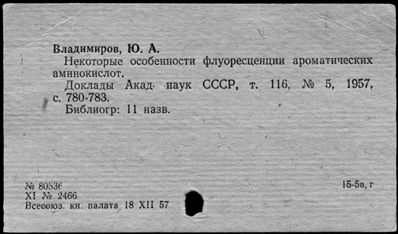 Владимиров, Ю. А.
Некоторые особенности флуоресценции ароматических
аминокислот.
Доклады Акад. наук СССР, т. 116, № 5, 1957,
с. 780-783.
Библиогр: 11 назв.
№ 80536
15-5в, г
XI № 2466
Всесоюз. кн. палата 18 XII 57